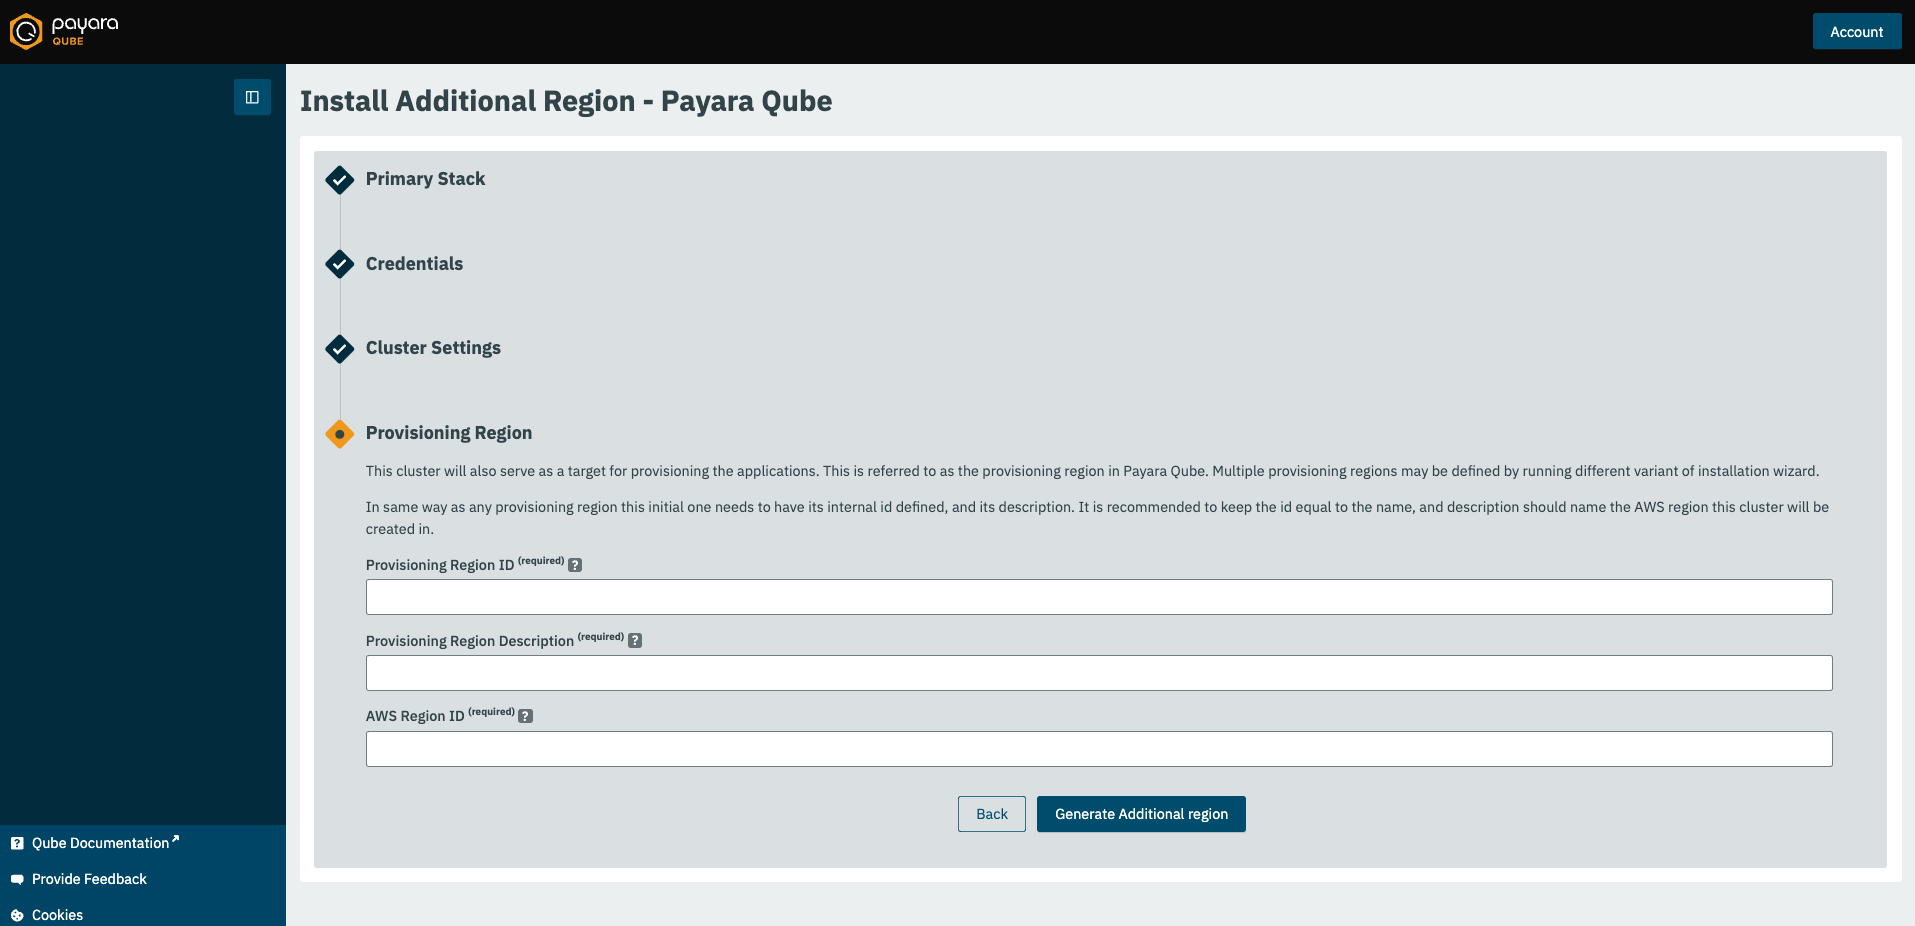 payara
QUBE
Account
Install Additional Region - Payara Qube
Primary Stack
Credentials
Cluster Settings
Provisioning Region
This cluster will also serve as a target for provisioning the applications. This is referred to as the provisioning region in Payara Qube. Multiple provisioning regions may be defined by running different variant of installation wizard.
In same way as any provisioning region this initial one needs to have its internal id defined, and its description. It is recommended to keep the id equal to the name, and description should name the AWS region this cluster will be
created in.
Provisioning Region ID (required) ?
Provisioning Region Description (required) ?
AWS Region ID (required) ?
Back
Generate Additional region
? Qube Documentation
Provide Feedback
Cookies